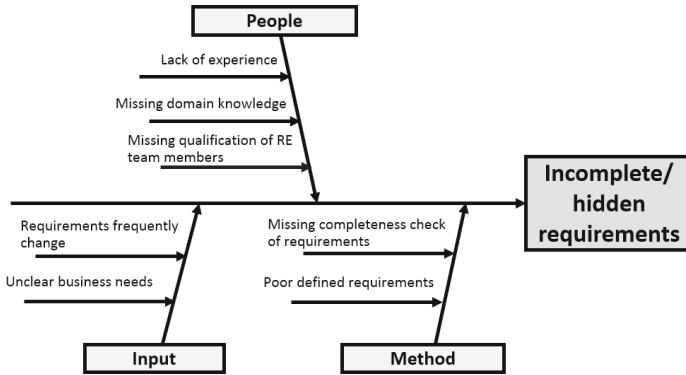 People
Lack of experience
Missing domain knowledge
Missing qualification of RE
team members
Incomplete/
hidden
requirements
Requirements frequently
change
Unclear business needs
Missing completeness check
of requirements
Poor defined requirements
Input
Method